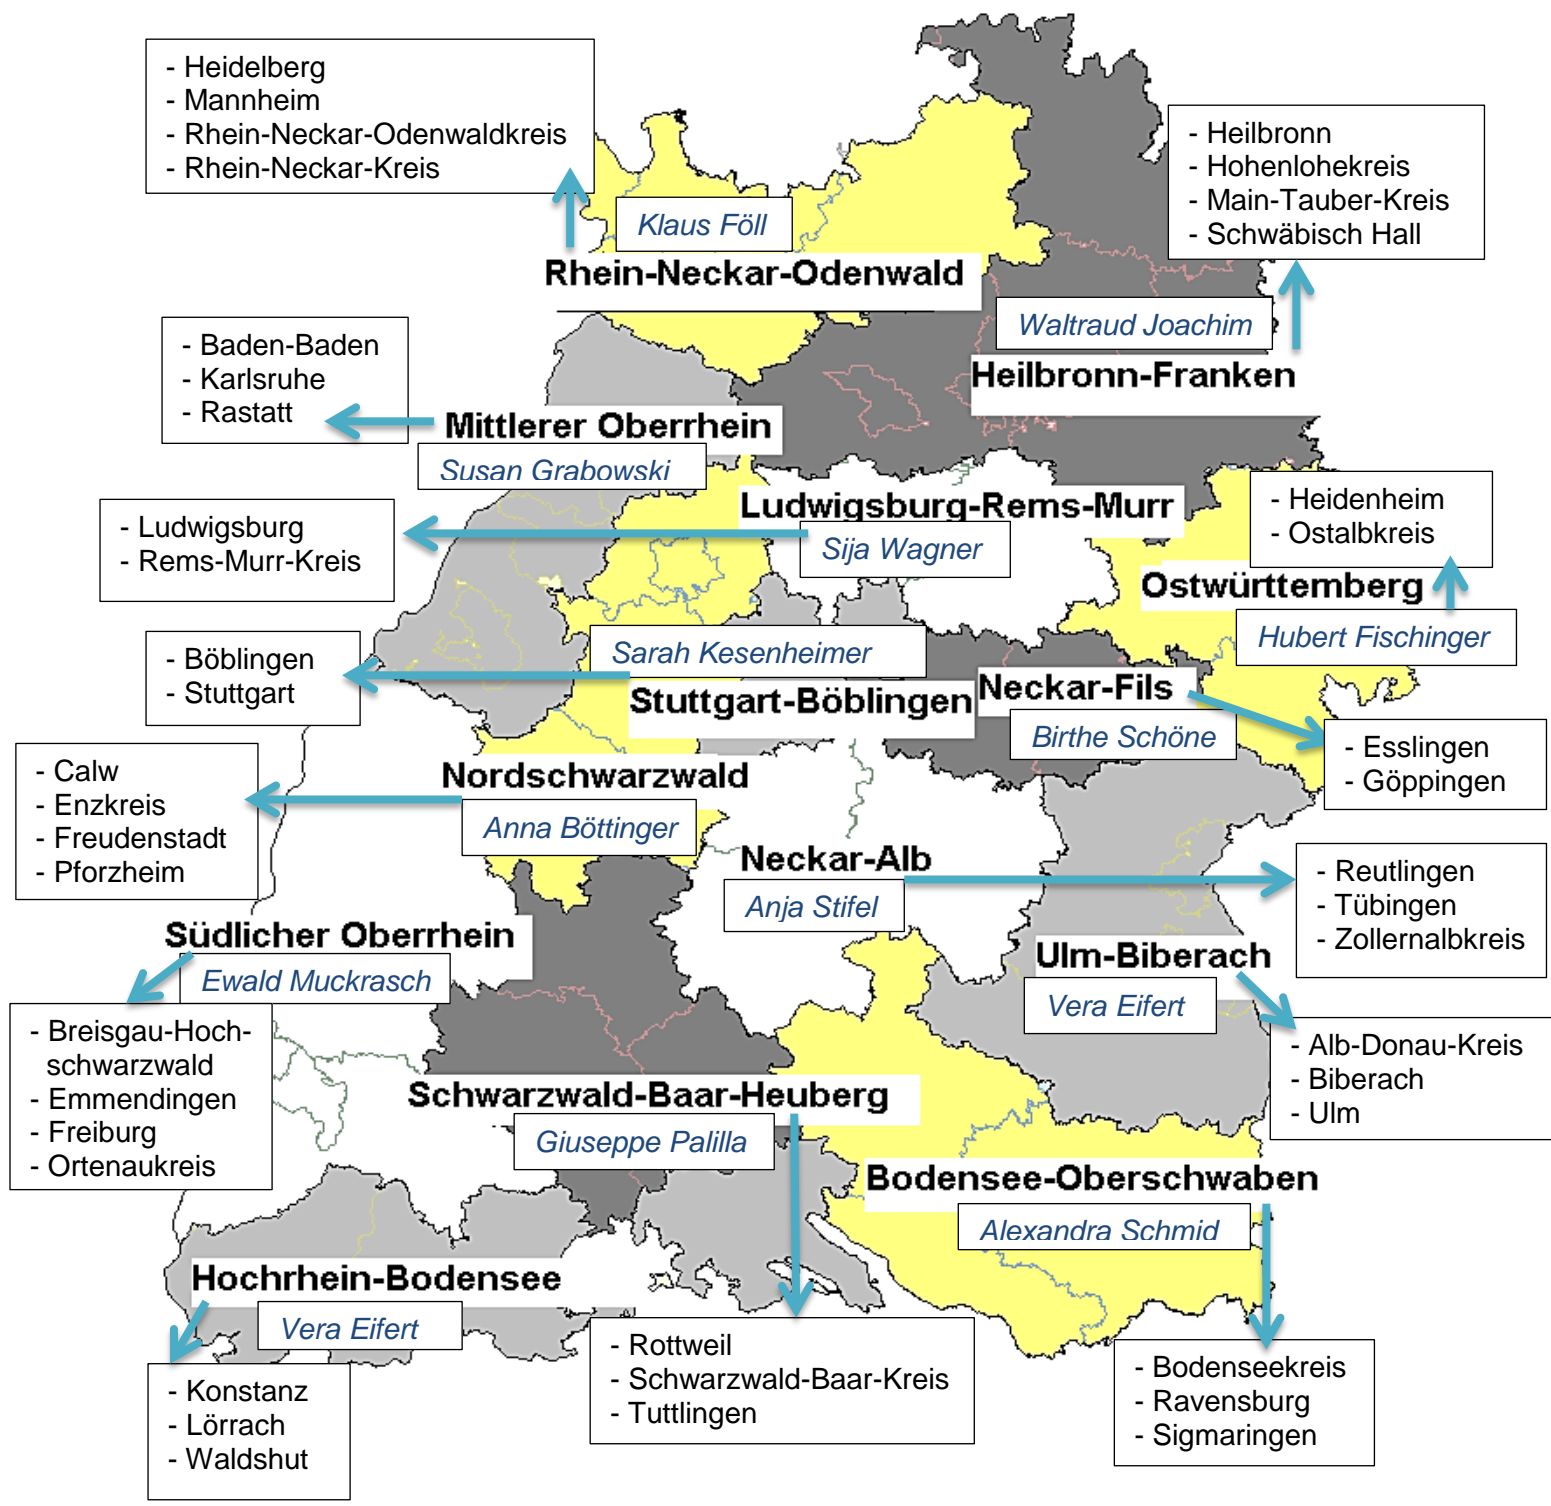 - Heidelberg
- Mannheim
- Rhein-Neckar-Odenwaldkreis
- Rhein-Neckar-Kreis
Klaus Föll
Rhein-Neckar-Odenwald
- Heilbronn
- Hohenlohekreis
- Main-Tauber-Kreis
- Schwäbisch Hall
Waltraud Joachim
Heilbronn-Franken
- Baden-Baden
- Karlsruhe
- Rastatt
Mittlerer Oberrhein
Susan Grabowski
Ludwigsburg-Rems-Murr
Sija Wagner
- Ludwigsburg
- Rems-Murr-Kreis
- Heidenheim
- Ostalbkreis
Ostwürttemberg
Hubert Fischinger
- Böblingen
- Stuttgart
Sarah Kesenheimer
Stuttgart-Böblingen
Neckar-Fils
Birthe Schöne
- Esslingen
- Göppingen
- Calw
- Enzkreis
- Freudenstadt
- Pforzheim
Nordschwarzwald
Anna Böttinger
Neckar-Alb
Anja Stifel
- Reutlingen
- Tübingen
- Zollernalbkreis
Südlicher Oberrhein
Ewald Muckrasch
- Breisgau-Hoch-
schwarzwald
- Emmendingen
- Freiburg
- Ortenaukreis
Ulm-Biberach
Vera Eifert
- Alb-Donau-Kreis
- Biberach
- Ulm
Schwarzwald-Baar-Heuberg
Giuseppe Palilla
Bodensee-Oberschwaben
Alexandra Schmid
Hochrhein-Bodensee
Vera Eifert
- Konstanz
- Lörrach
- Waldshut
- Rottweil
- Schwarzwald-Baar-Kreis
- Tuttlingen
- Bodenseekreis
- Ravensburg
- Sigmaringen